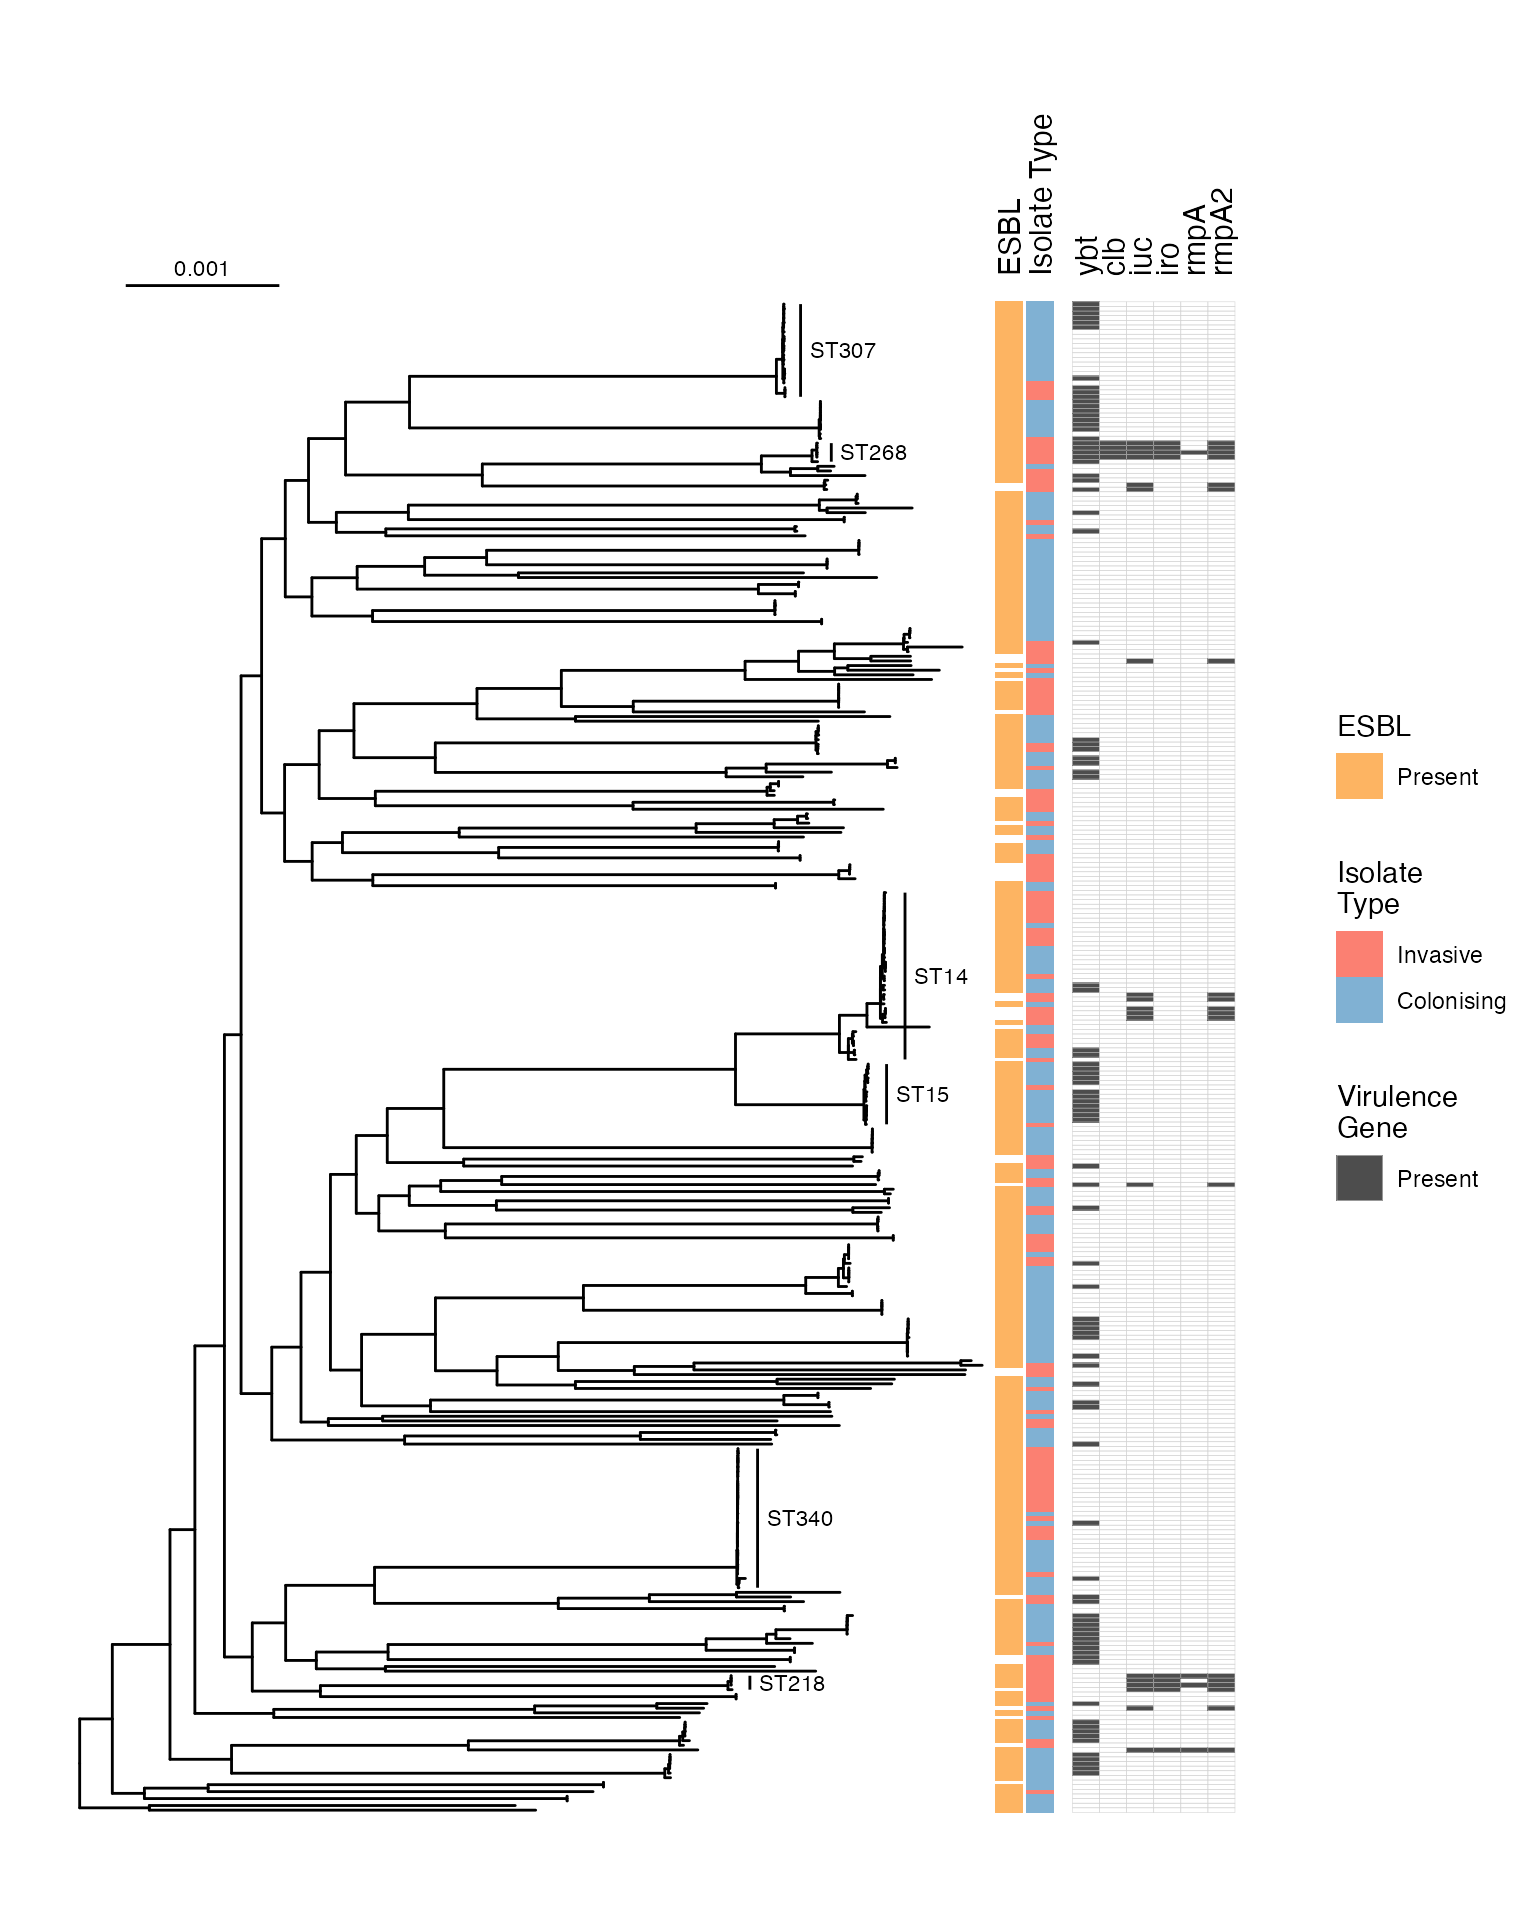 ESBL
Isolate Type
ybt
clb
iuc
iro
rmpA
rmpA2
0.001
ST307
ST268
ST14
ST15
ST340
ST218
ESBL
Present
Isolate
Type
Invasive
Colonising
Virulence
Gene
Present